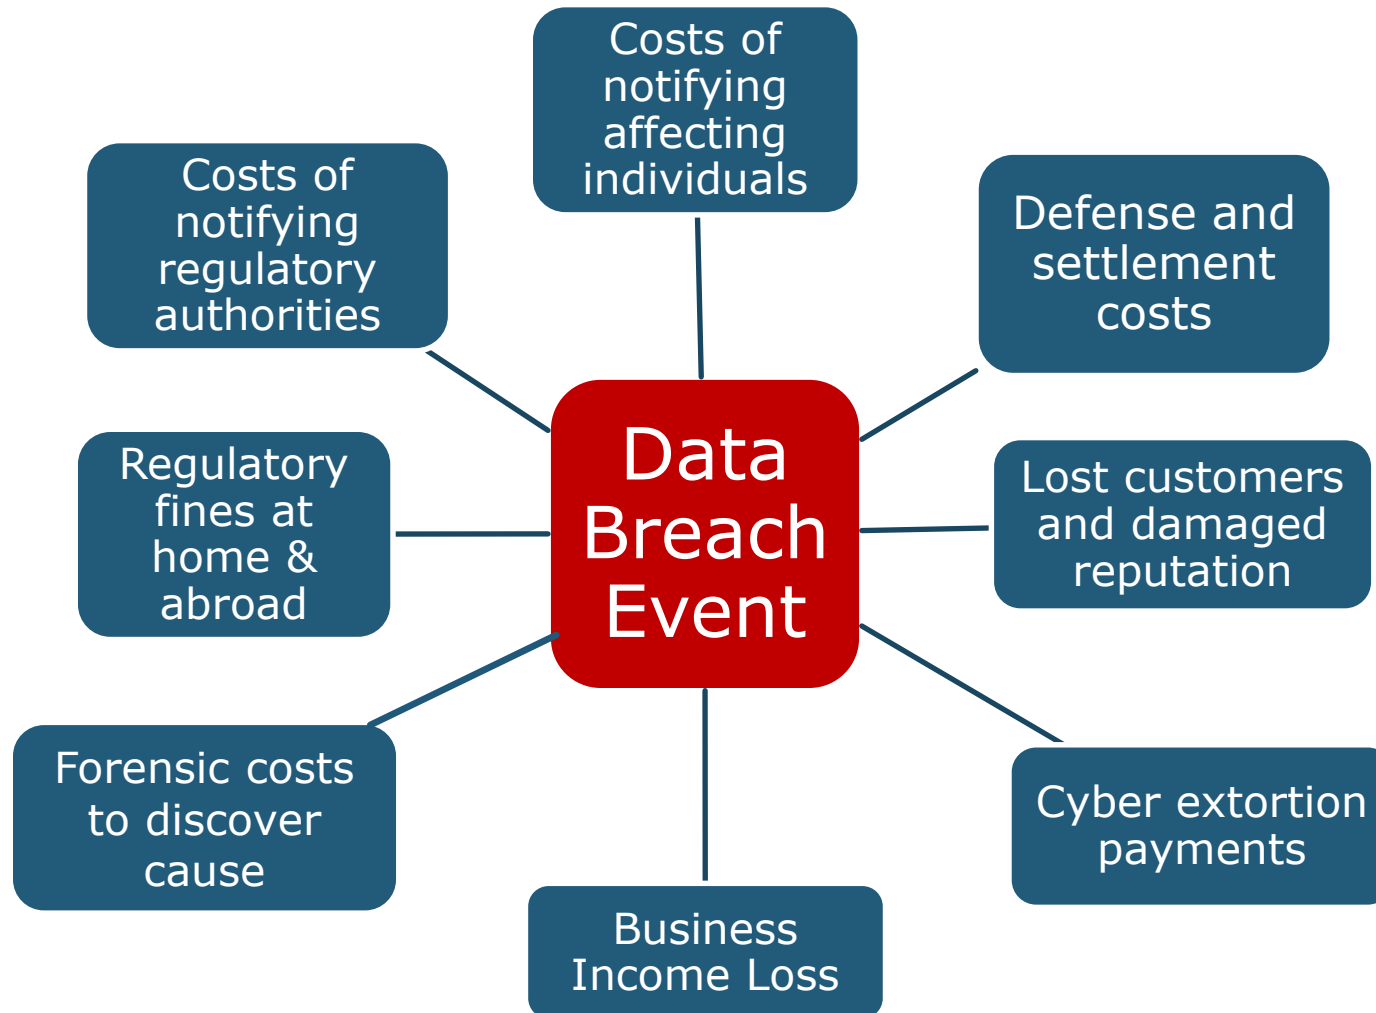 Costs of
notifying
affecting
individuals
Costs of
notifying
regulatory
authorities
Defense and
settlement
costs
Data
Breach
Event
Regulatory
fines at
home &
abroad
Lost customers
and damaged
reputation
Forensic costs
to discover
cause
Cyber extortion
payments
Business
Income Loss